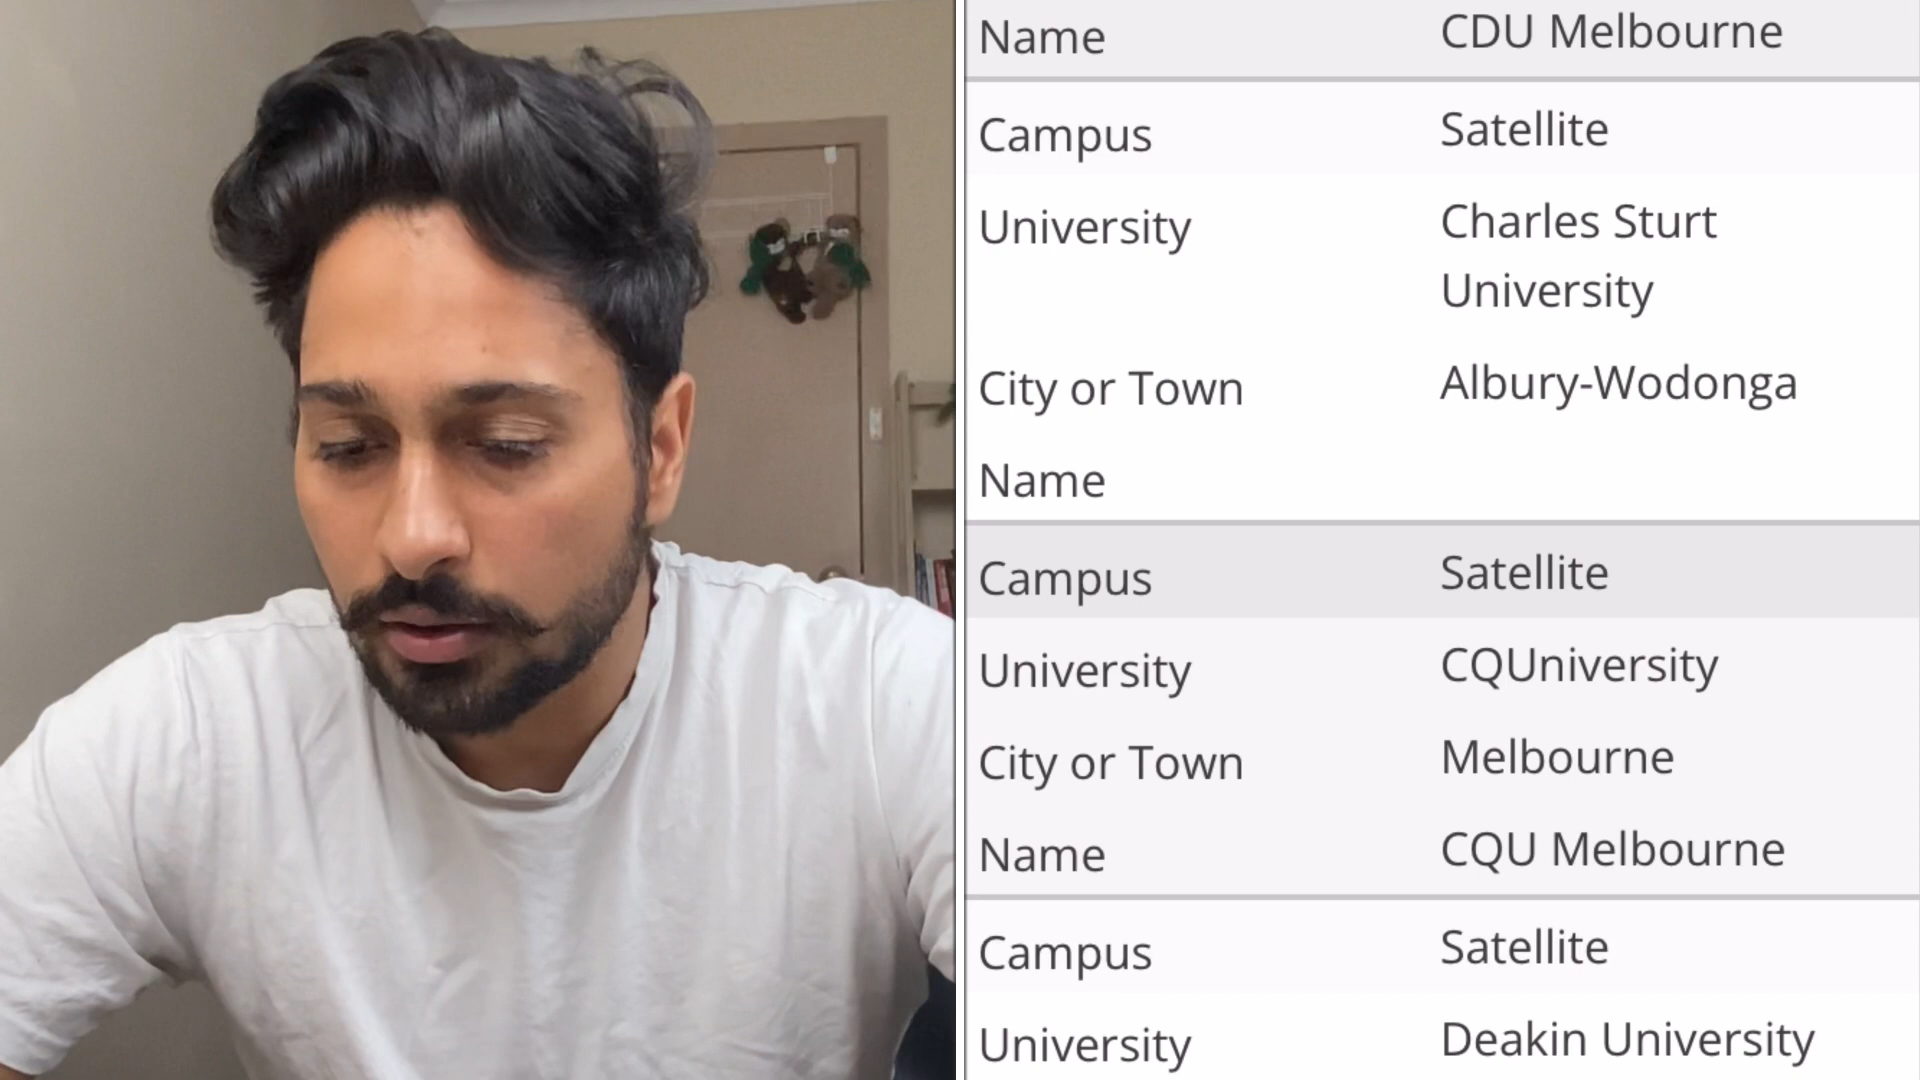 Name CDU Melbourne
Campus Satellite
University Charles Sturt
University
City or Town Albury-Wodonga
Name
Campus Satellite
University CQUniversity
City or Town Melbourne
Name CQU Melbourne
Campus Satellite
University Deakin University